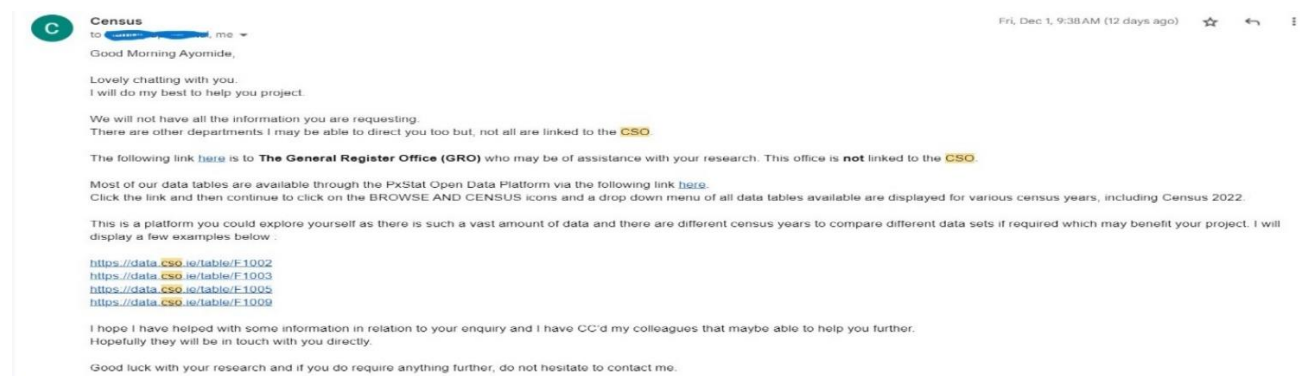 C
Census
Fri, Dec 1, 9:38 AM (12 days ago)
to , me
Good Morning Ayomide,
Lovely chatting with you.
I will do my best to help you project.
We will not have all the information you are requesting.
There are other departments I may be able to direct you too but, not all are linked to the CSO.
The following link here is to The General Register Office (GRO) who may be of assistance with your research. This office is not linked to the CSO.
Most of our data tables are available through the PxStat Open Data Platform via the following link here.
Click the link and then continue to click on the BROWSE AND CENSUS icons and a drop down menu of all data tables available are displayed for various census years, including Census 2022.
This is a platform you could explore yourself as there is such a vast amount of data and there are different census years to compare different data sets if required which may benefit your project. I will
display a few examples below :
https://data.cso.ie/table/F1002
https://data.cso.ie/table/F1003
https://data.cso.ie/table/F1005
https://data.cso.ie/table/F1009
I hope I have helped with some information in relation to your enquiry and I have CC'd my colleagues that maybe able to help you further.
Hopefully they will be in touch with you directly.
Good luck with your research and if you do require anything further, do not hesitate to contact me.